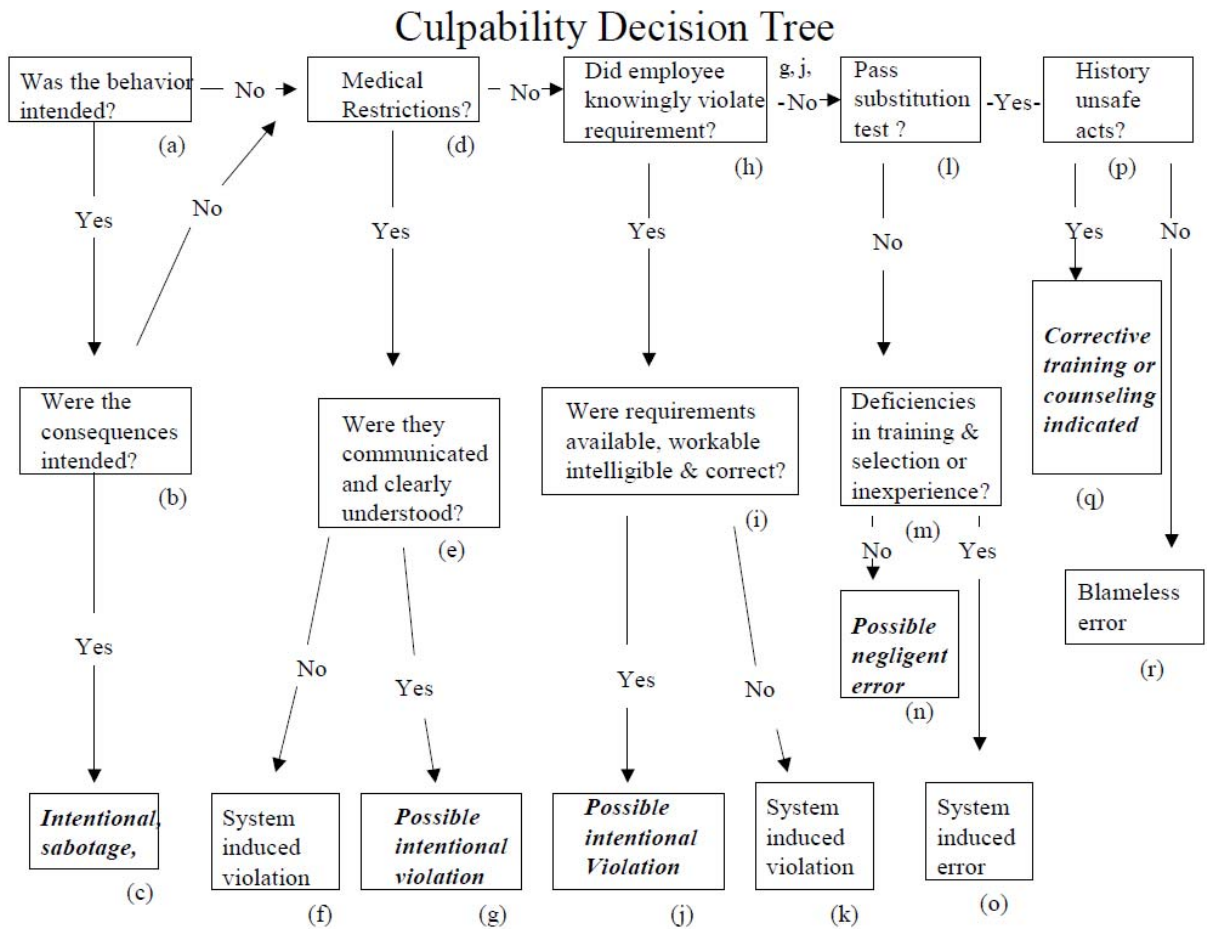 Culpability Decision Tree
Was the behavior
intended?
(a)
No
Medical
Restrictions?
(d)
No
Did employee
knowingly violate
requirement?
(h)
g, j,
-No
Pass
substitution
test ?
(l)
-Yes-
History
unsafe
acts?
(p)
Yes
No
Yes
Yes
No
Yes
No
Were the
consequences
intended?
(b)
Were they
communicated
and clearly
understood?
(e)
Were requirements
available, workable
intelligible & correct?
(i)
Deficiencies
in training &
selection or
inexperience?
(m)
Corrective
training or
counseling
indicated
(q)
No
Yes
Blameless
error
(r)
Yes
No
Yes
Yes
No
Possible
negligent
error
(n)
Intentional,
sabotage,
(c)
System
induced
violation
(f)
Possible
intentional
violation
(g)
Possible
intentional
Violation
(j)
System
induced
violation
(k)
System
induced
error
(o)